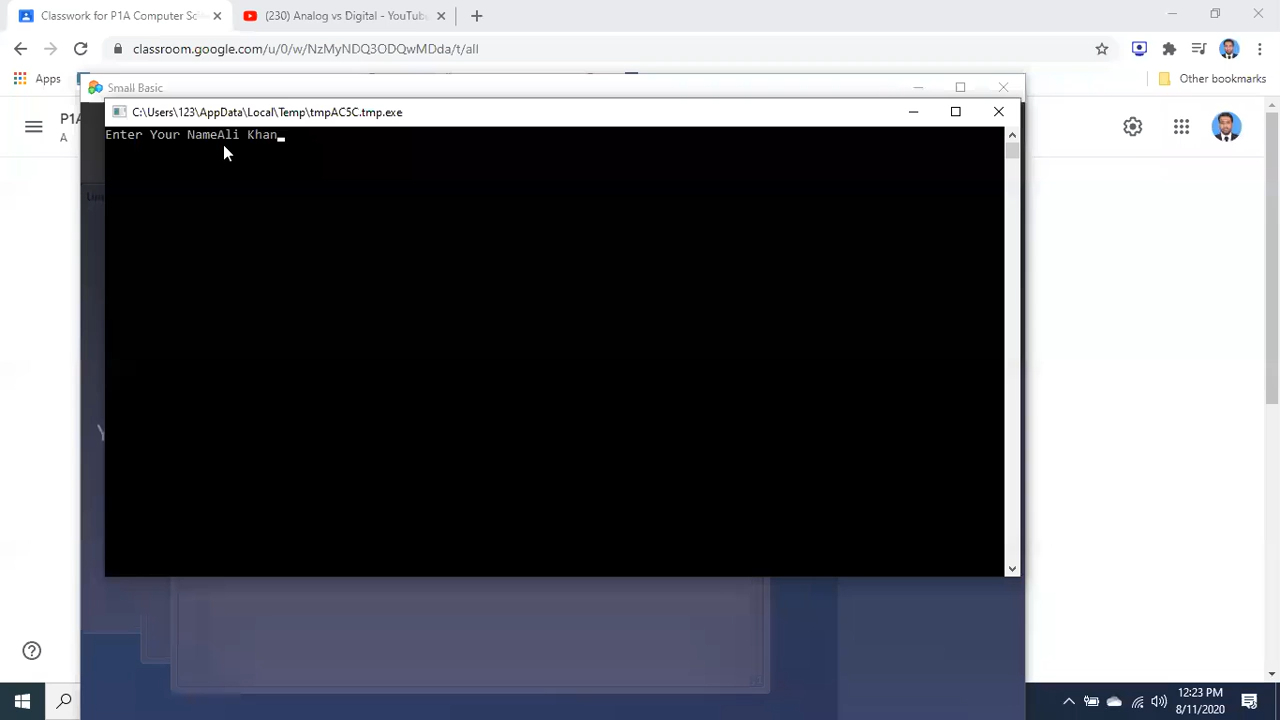 Classwork for P1A Computer Sci
(230) Analog vs Digital - YouTube
classroom.google.com/u/0/w/NzMyNDQ3ODQwMDda/t/all
Apps
Other bookmarks
Small Basic
C:\Users\123\AppData\Local\Temp\tmpAC5C.tmp.exe
P1A
A
Enter Your NameAli Khan
12:23 PM
8/11/2020